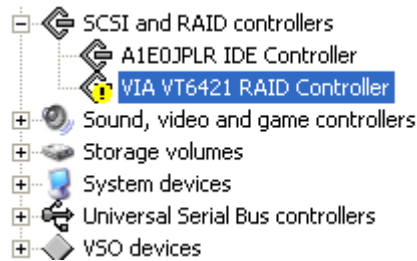 SCSI and RAID controllers
A1E0JPLR IDE Controller
VIA VT6421 RAID Controller
Sound, video and game controllers
Storage volumes
System devices
Universal Serial Bus controllers
VSO devices